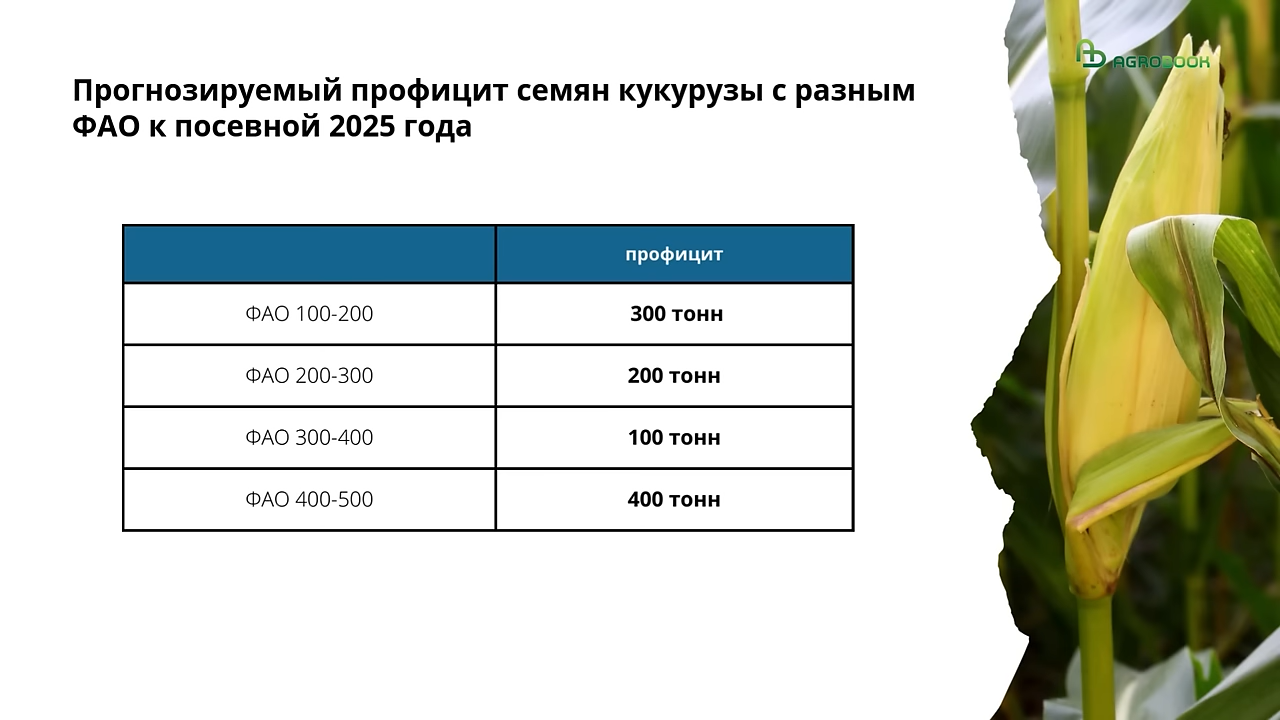 AGROBOOK
Прогнозируемый профицит семян кукурузы с разным
ФАО к посевной 2025 года
профицит
ФАО 100-200 300 тонн
ФАО 200-300 200 тонн
ФАО 300-400 100 тонн
ФАО 400-500 400 тонн